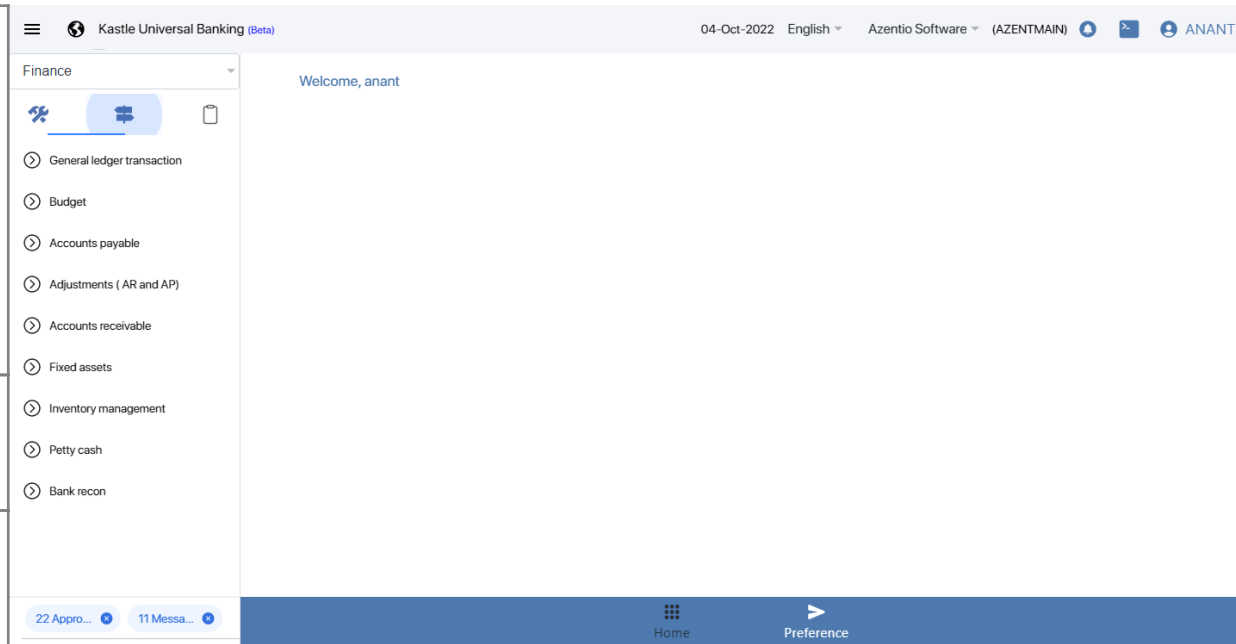 Kastle Universal Banking (Beta) 04-Oct-2022 English Azentio Software (AZENTMAIN) ANANT
Finance
Welcome, anant
General ledger transaction
Budget
Accounts payable
Adjustments ( AR and AP)
Accounts receivable
Fixed assets
Inventory management
Petty cash
Bank recon
22 Appro... 11 Messa...
Home Preference